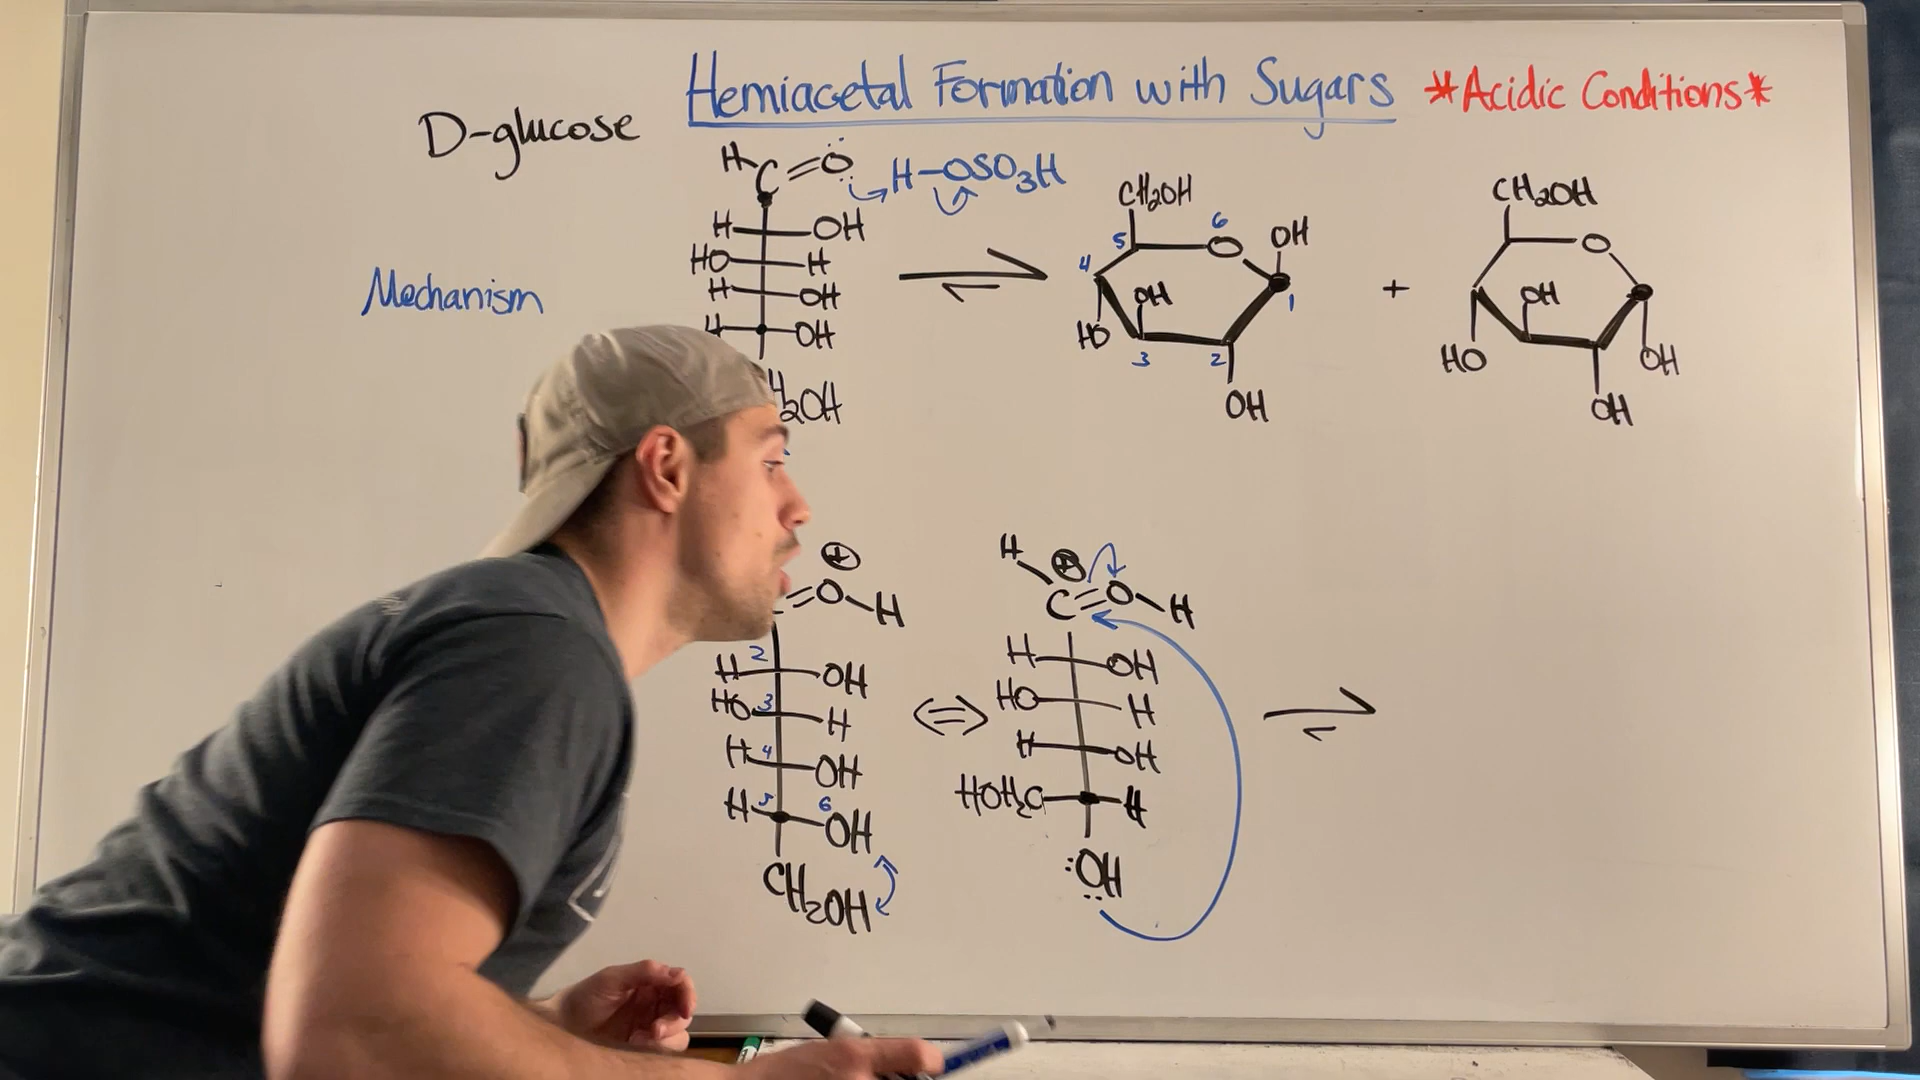 Hemiacetal Formation with Sugars *Acidic Conditions*
D-glucose
Mechanism
H C=O H-OSO3H
H OH
HO H
H OH
H OH
H2OH
CH2OH
5 6 O OH
4 OH 1
HO 3 2
OH
+
CH2OH
O
OH
HO OH
OH
⊕
=O-H
H 2 OH
HO 3 H
H 4 OH
H 5 6 OH
CH2OH
H ⊕
C=O-H
H OH
HO H
H OH
HOH2C H
:OH